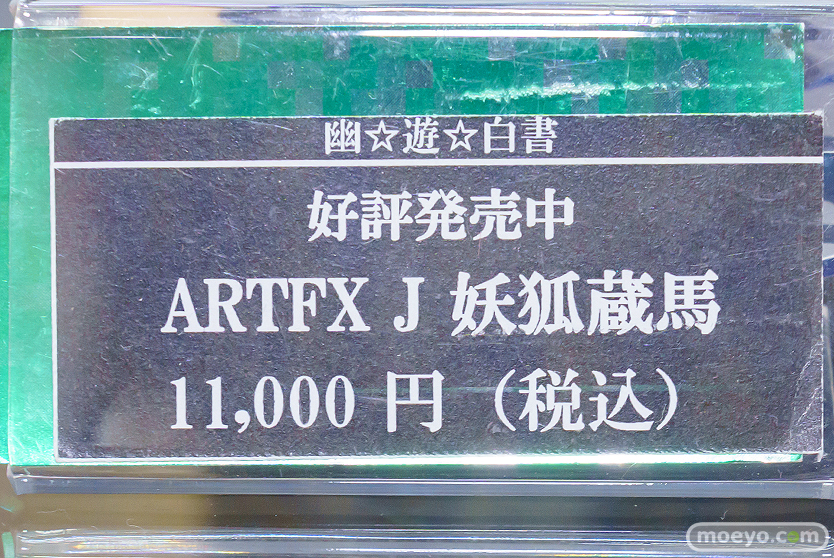 幽☆遊☆白書
好評発売中
ARTFX J 妖狐蔵馬
11,000 円（税込）
moeyo.com